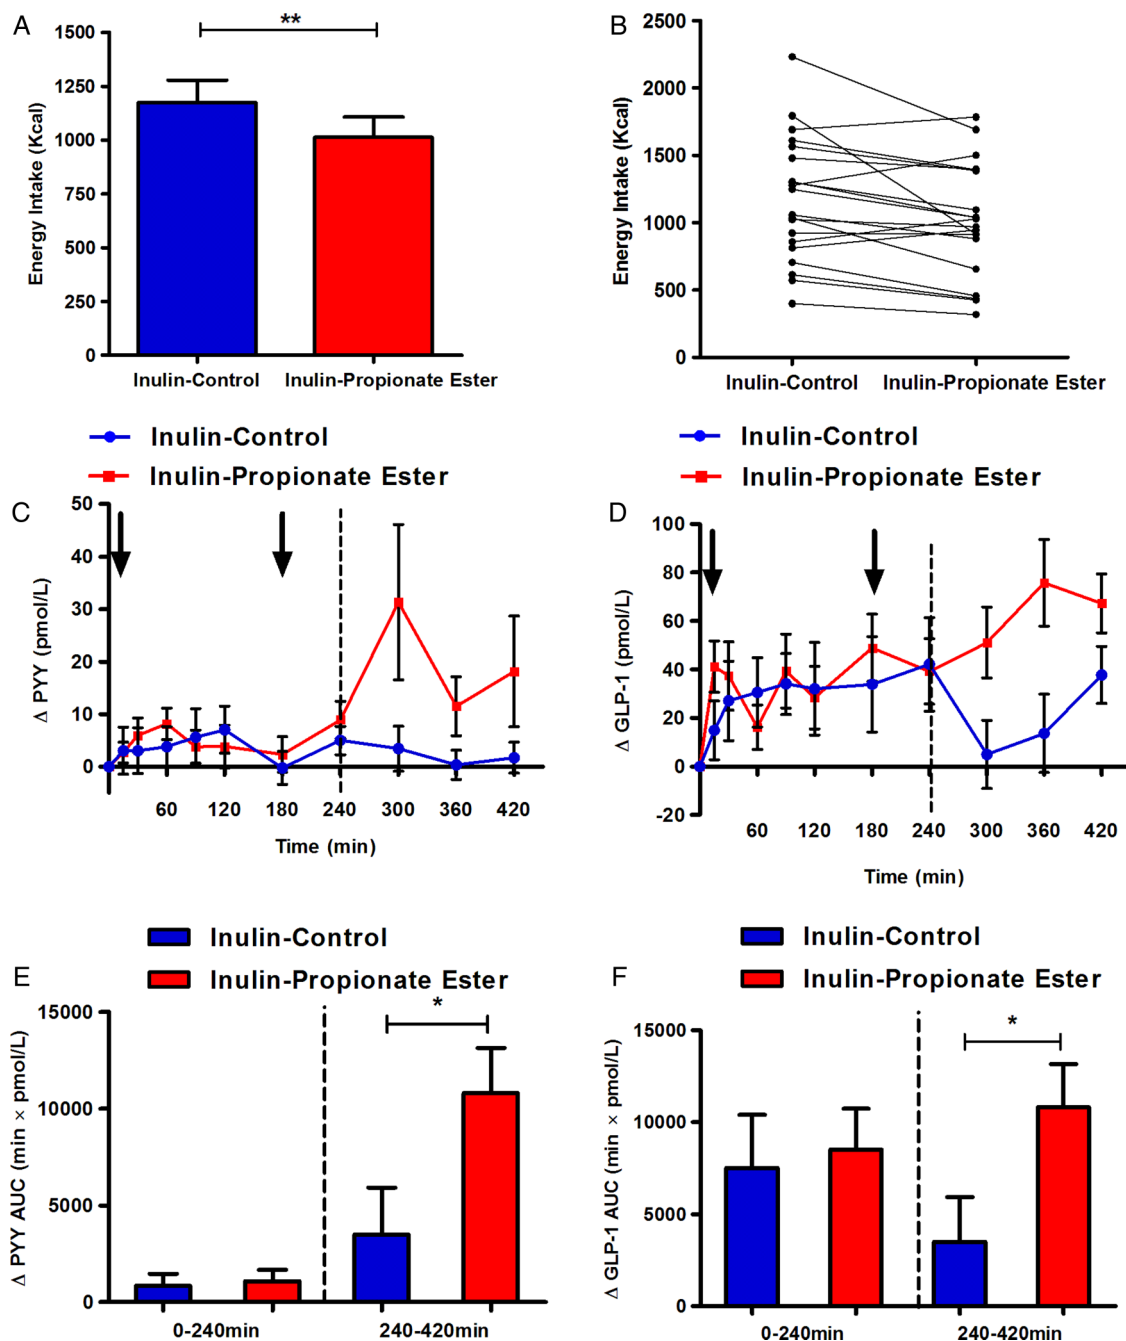 A
**
Energy Intake (Kcal)
1500
1250
1000
750
500
250
0
Inulin-Control
Inulin-Propionate Ester
B
Energy Intake (Kcal)
2500
2000
1500
1000
500
0
Inulin-Control
Inulin-Propionate Ester
Inulin-Control
Inulin-Propionate Ester
C
Δ PYY (pmol/L)
50
40
30
20
10
0
60
120
180
240
300
360
420
Time (min)
Inulin-Control
Inulin-Propionate Ester
D
Δ GLP-1 (pmol/L)
100
80
60
40
20
0
-20
60
120
180
240
300
360
420
Time (min)
Inulin-Control
Inulin-Propionate Ester
E
*
Δ PYY AUC (min × pmol/L)
15000
10000
5000
0
0-240min
240-420min
Inulin-Control
Inulin-Propionate Ester
F
*
Δ GLP-1 AUC (min × pmol/L)
15000
10000
5000
0
0-240min
240-420min